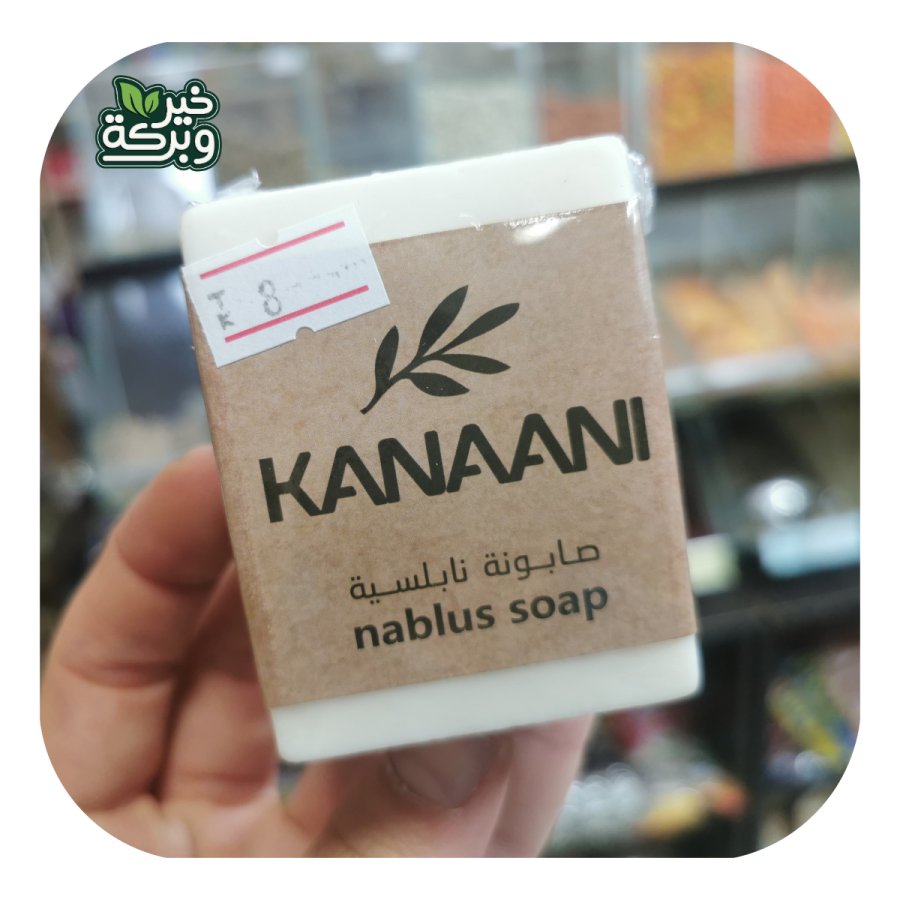 خير
وبركة
8
KANAANI
صابونة نابلسية
nablus soap